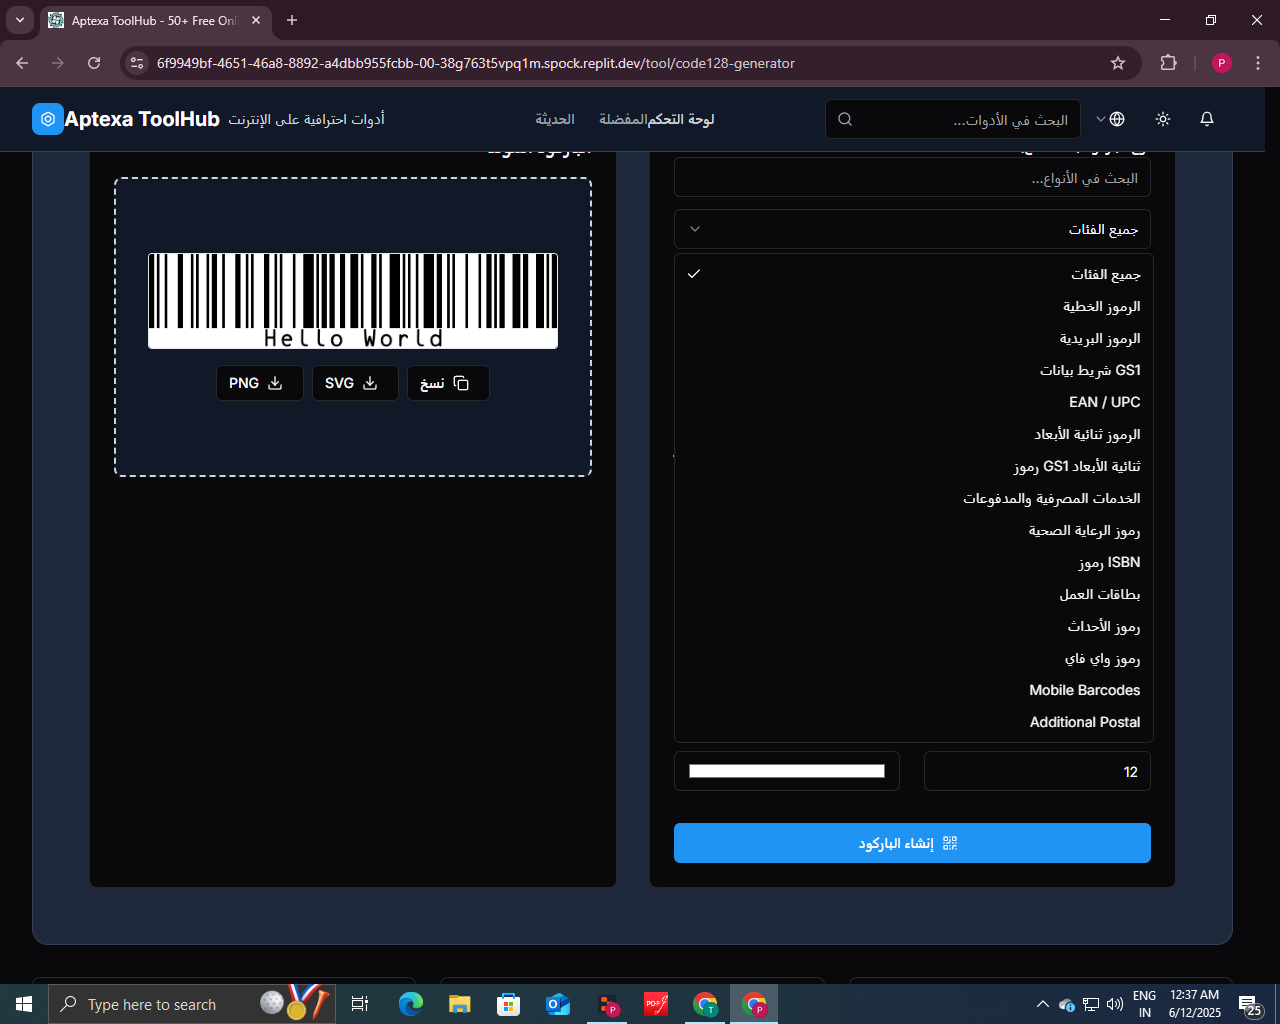 Aptexa ToolHub - 50+ Free Onl
6f9949bf-4651-46a8-8892-a4dbb955fcbb-00-38g763t5vpq1m.spock.replit.dev/tool/code128-generator
P
Aptexa ToolHub
أدوات احترافية على الإنترنت
الحديثة
المفضلة
لوحة التحكم
البحث في الأدوات...
البحث في الأنواع...
جميع الفئات
جميع الفئات
الرموز الخطية
الرموز البريدية
GS1 شريط بيانات
EAN / UPC
الرموز ثنائية الأبعاد
ثنائية الأبعاد GS1 رموز
الخدمات المصرفية والمدفوعات
رموز الرعاية الصحية
ISBN رموز
بطاقات العمل
رموز الأحداث
رموز واي فاي
Mobile Barcodes
Additional Postal
12
إنشاء الباركود
Hello World
PNG
SVG
نسخ
Type here to search
P
PDF
T
P
ENG
IN
12:37 AM
6/12/2025
25